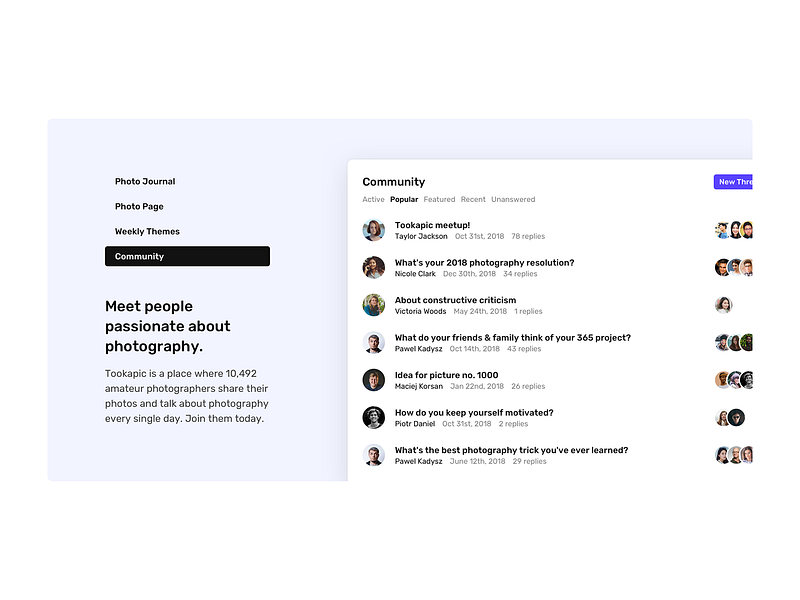 Photo Journal
Photo Page
Weekly Themes
Community
Meet people
passionate about
photography.
Tookapic is a place where 10,492
amateur photographers share their
photos and talk about photography
every single day. Join them today.
Community
New Thre
Active Popular Featured Recent Unanswered
Tookapic meetup!
Taylor Jackson Oct 31st, 2018 78 replies
What's your 2018 photography resolution?
Nicole Clark Dec 30th, 2018 34 replies
About constructive criticism
Victoria Woods May 24th, 2018 1 replies
What do your friends & family think of your 365 project?
Pawel Kadysz Oct 14th, 2018 43 replies
Idea for picture no. 1000
Maciej Korsan Jan 22nd, 2018 26 replies
How do you keep yourself motivated?
Piotr Daniel Oct 31st, 2018 2 replies
What's the best photography trick you've ever learned?
Pawel Kadysz June 12th, 2018 29 replies